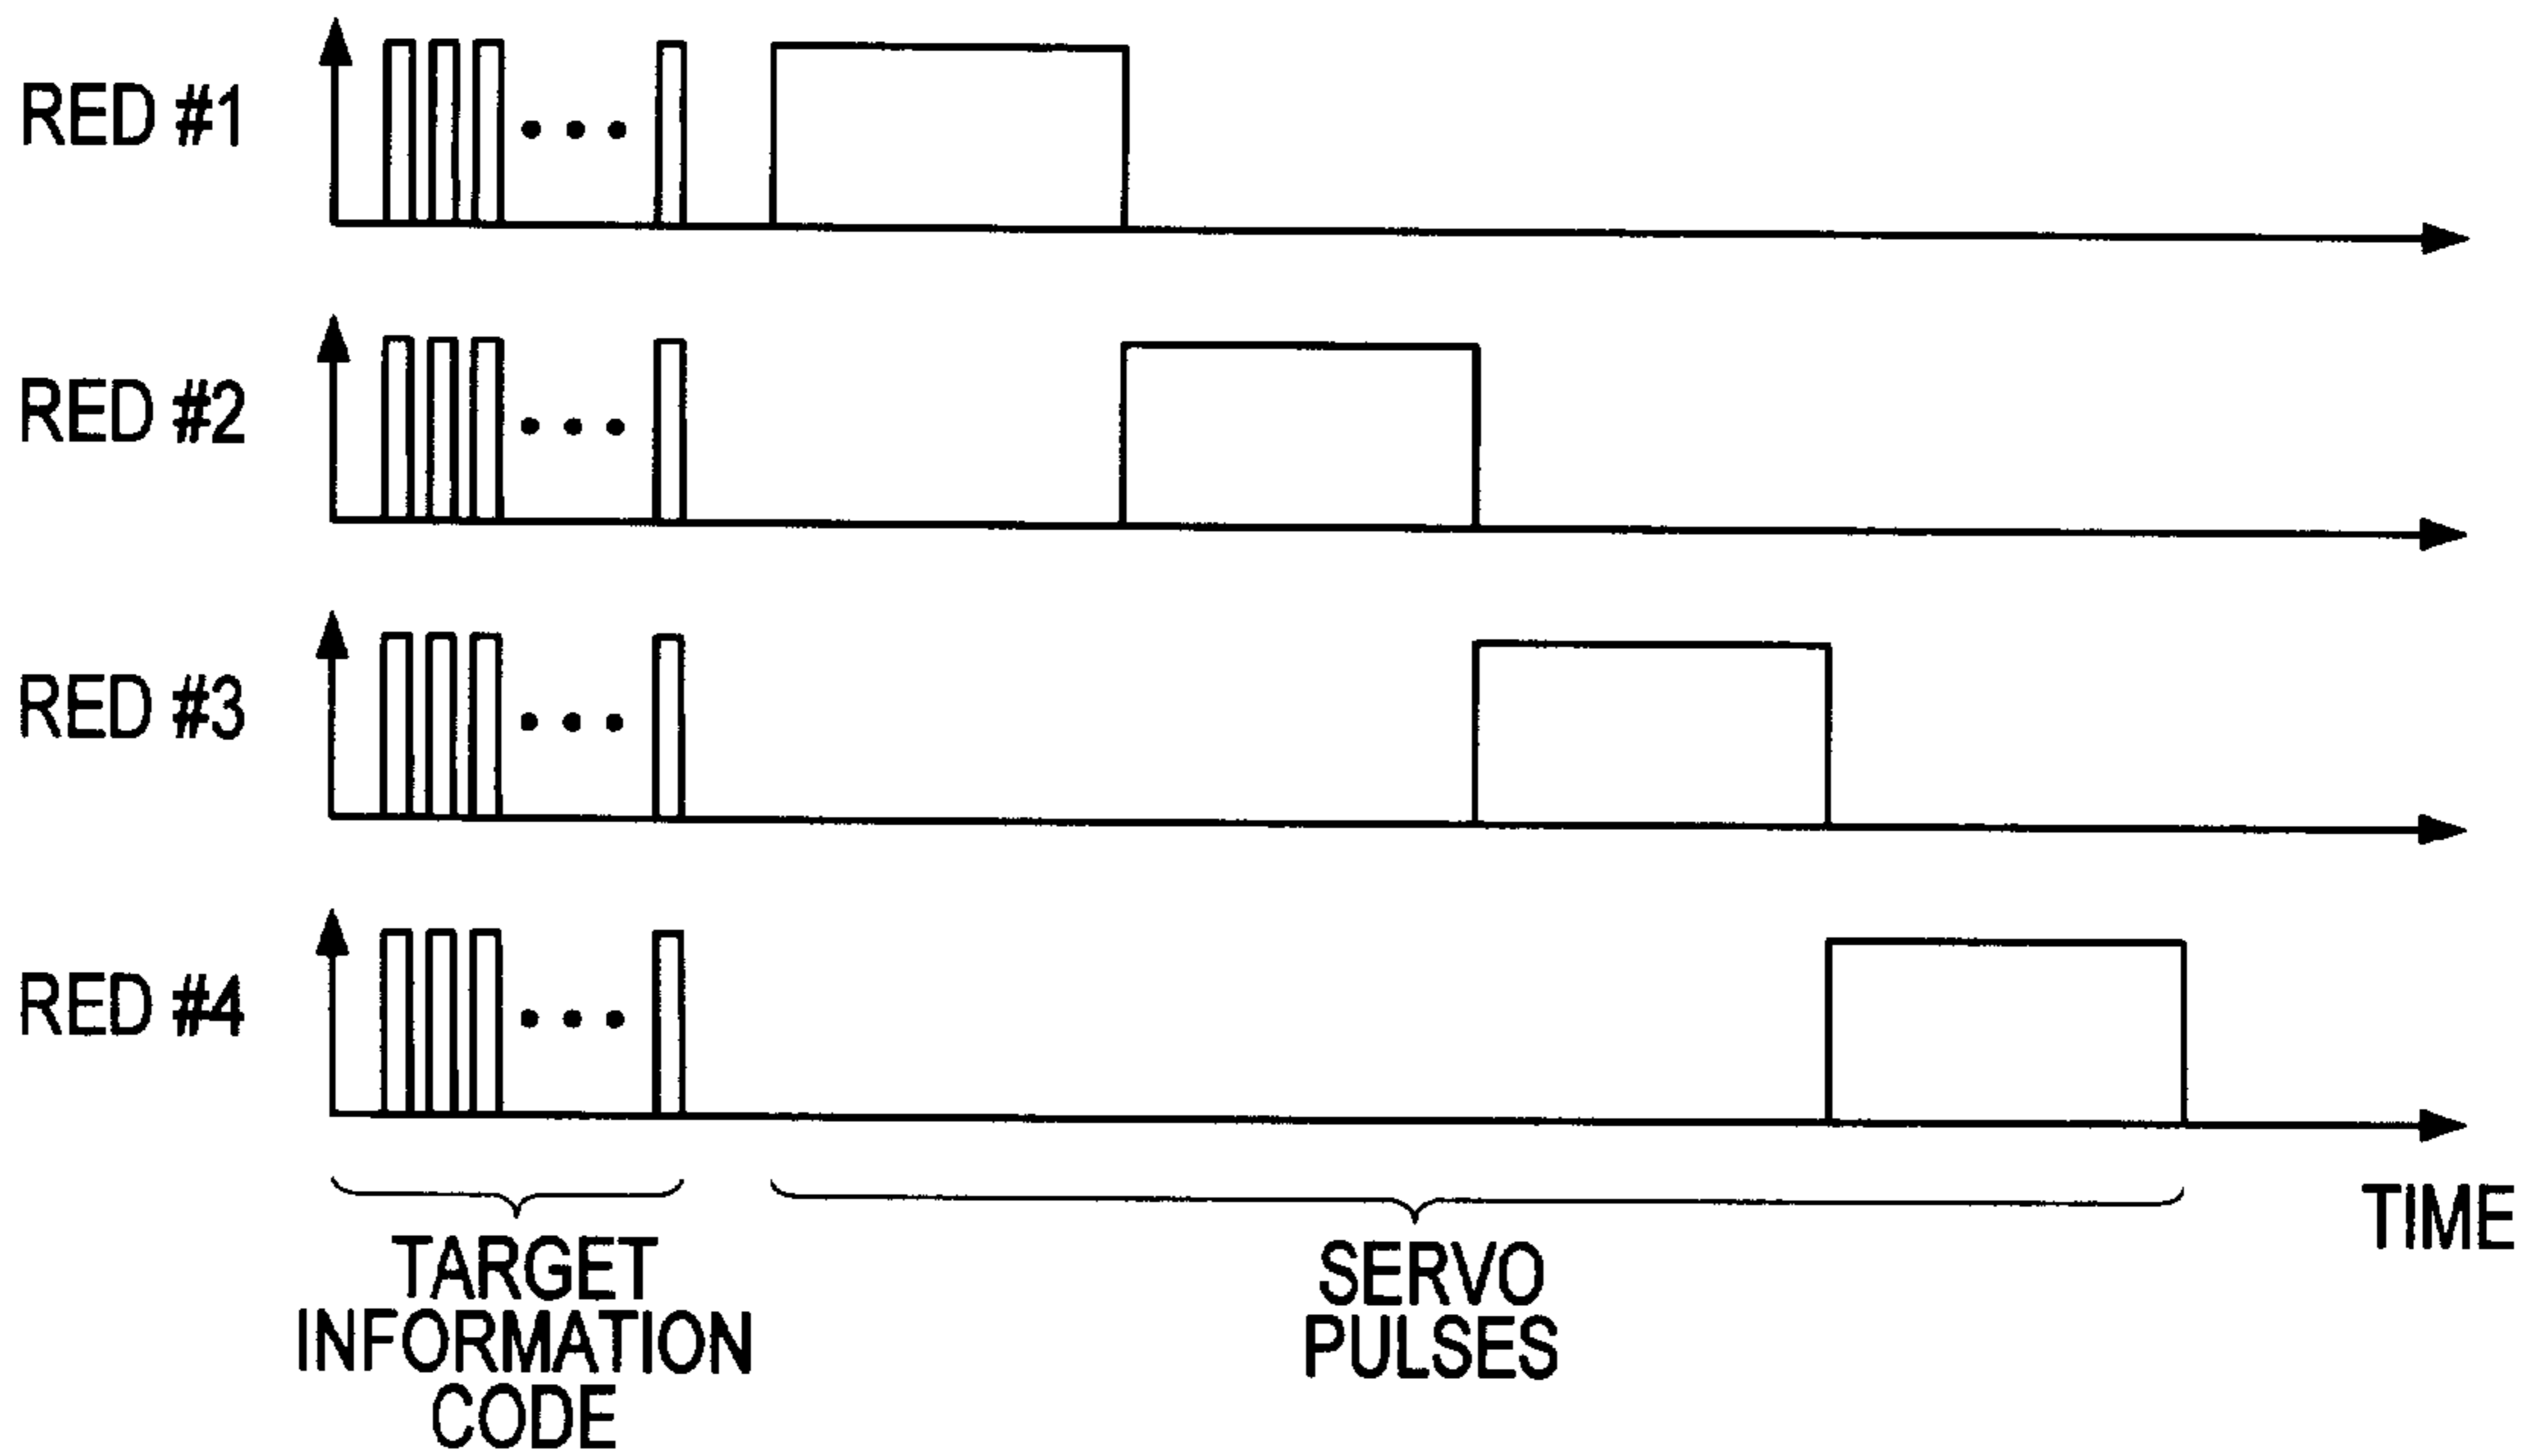 RED #1
RED #2
RED #3
RED #4
TIME
TARGET
INFORMATION
CODE
SERVO
PULSES